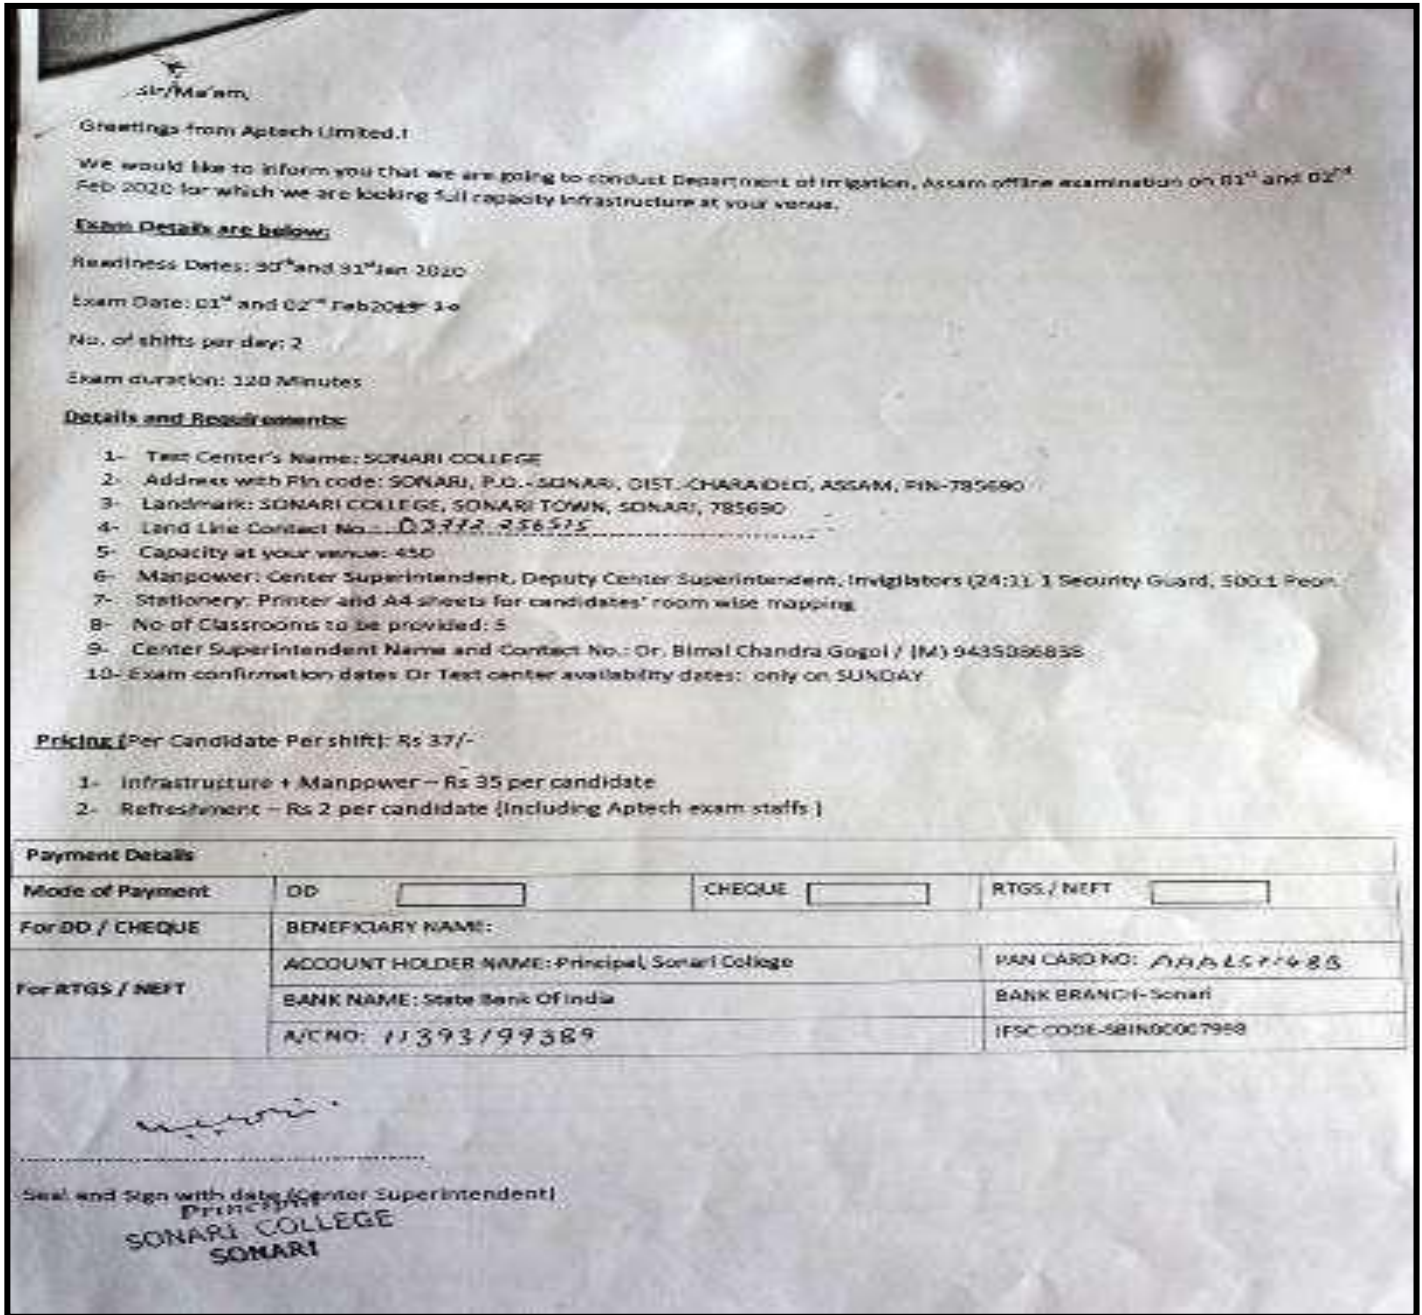 Sir/Ma'am,
Greetings from Aptech Limited.!
We would like to inform you that we are going to conduct Department of Irrigation, Assam offline examination on 01st and 02nd
Feb 2020 for which we are looking full capacity infrastructure at your venue.
Exam Details are below:
Readiness Dates: 30th and 31st Jan 2020
Exam Date: 01st and 02nd Feb 2019 20
No. of shifts per day: 2
Exam duration: 120 Minutes
Details and Requirements:
1- Test Center's Name: SONARI COLLEGE
2- Address with Pin code: SONARI, P.O.-SONARI, DIST.-CHARAIDEO, ASSAM, PIN-785690
3- Landmark: SONARI COLLEGE, SONARI TOWN, SONARI, 785690
4- Land Line Contact No.: 03772 256515
5- Capacity at your venue: 450
6- Manpower: Center Superintendent, Deputy Center Superintendent, Invigilators (24:1), 1 Security Guard, 500:1 Peon
7- Stationery: Printer and A4 sheets for candidates' room wise mapping
8- No of Classrooms to be provided: 5
9- Center Superintendent Name and Contact No.: Dr. Bimal Chandra Gogoi / (M) 9435086838
10- Exam confirmation dates Or Test center availability dates: only on SUNDAY
Pricing (Per Candidate Per shift): Rs 37/-
1- Infrastructure + Manpower – Rs 35 per candidate
2- Refreshment – Rs 2 per candidate (Including Aptech exam staffs )
Payment Details
Mode of Payment DD CHEQUE RTGS / NEFT
For DD / CHEQUE BENEFICIARY NAME:
For RTGS / NEFT
ACCOUNT HOLDER NAME: Principal, Sonari College PAN CARD NO:
BANK NAME: State Bank Of India BANK BRANCH- Sonari
A/C NO: 11393199389 IFSC CODE-SBIN00007998
Seal and Sign with date (Center Superintendent)
Principal
SONARI COLLEGE
SONARI